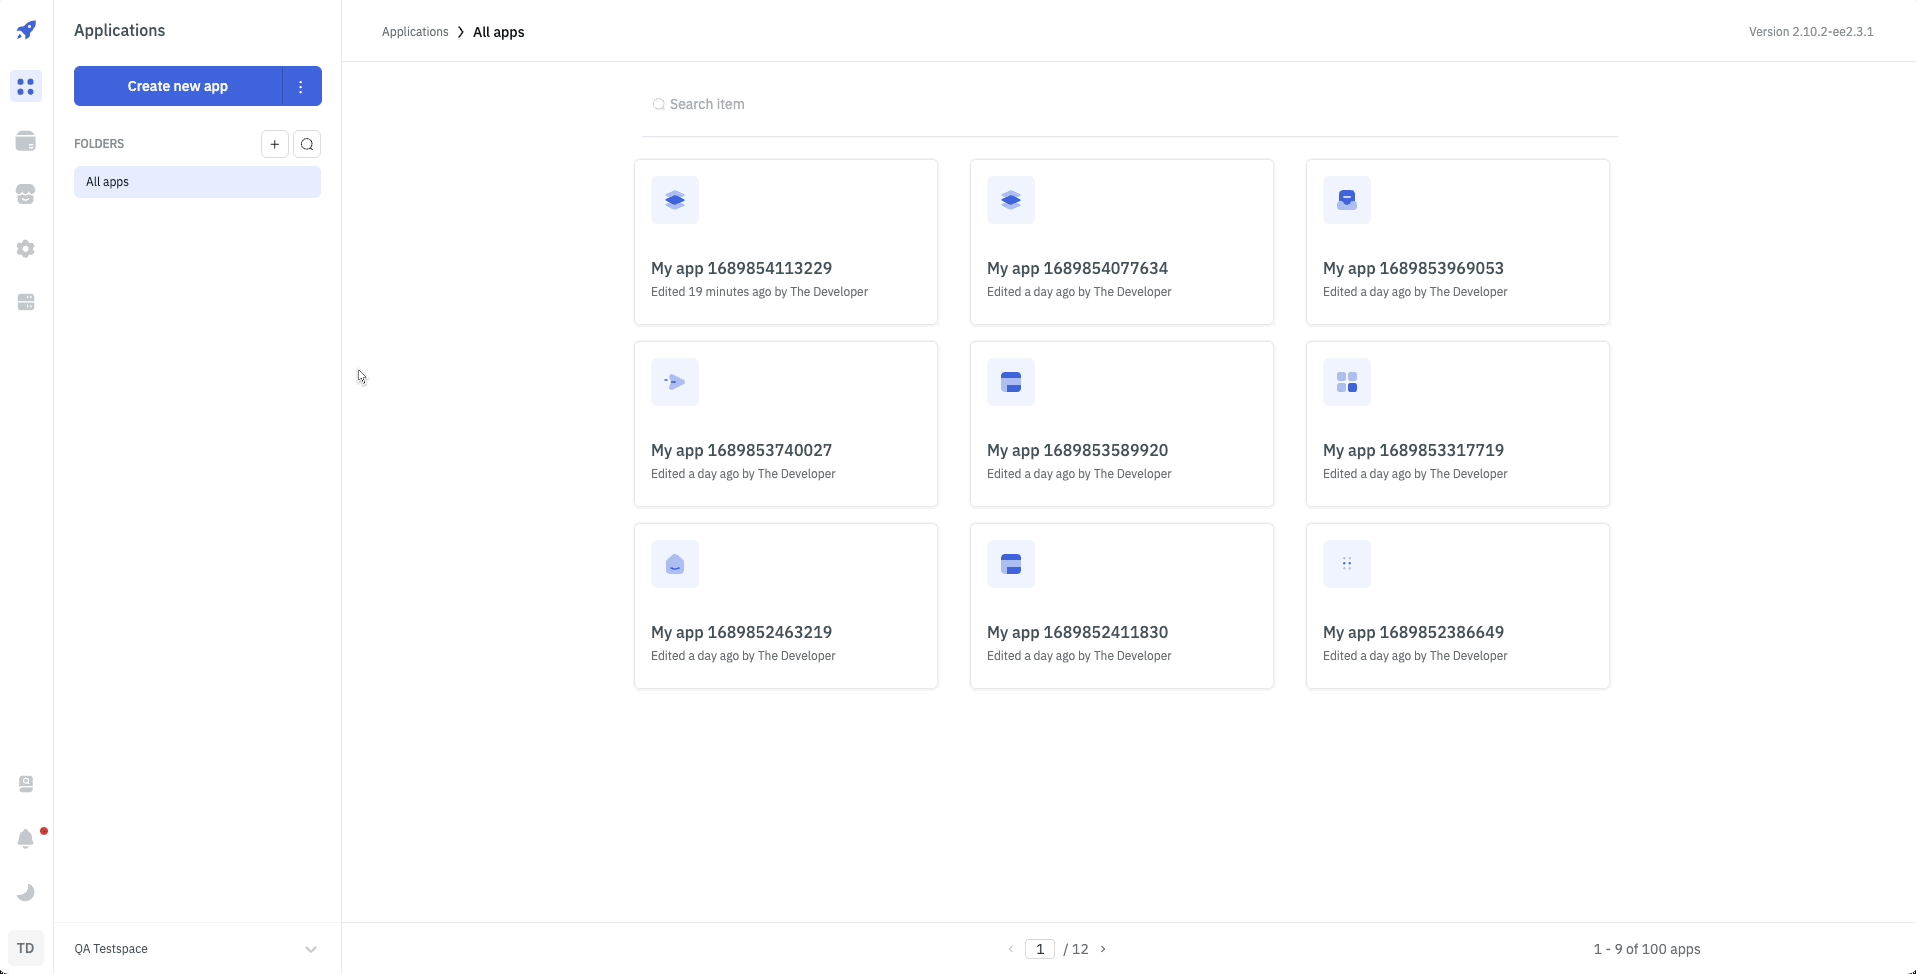 Applications
Create new app
FOLDERS
+
All apps
Applications > All apps
Version 2.10.2-ee2.3.1
Search item
My app 1689854113229
Edited 19 minutes ago by The Developer
My app 1689854077634
Edited a day ago by The Developer
My app 1689853969053
Edited a day ago by The Developer
My app 1689853740027
Edited a day ago by The Developer
My app 1689853589920
Edited a day ago by The Developer
My app 1689853317719
Edited a day ago by The Developer
My app 1689852463219
Edited a day ago by The Developer
My app 1689852411830
Edited a day ago by The Developer
My app 1689852386649
Edited a day ago by The Developer
TD
QA Testspace
< 1 / 12 >
1 - 9 of 100 apps